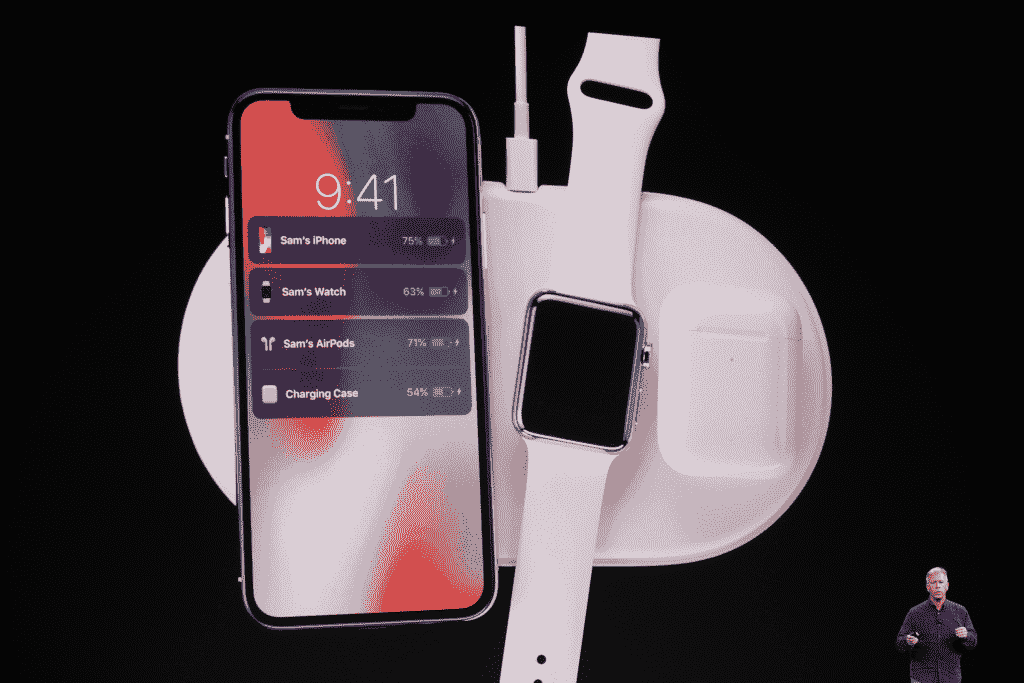 9:41
Sam's iPhone 75%
Sam's Watch 63%
Sam's AirPods 71%
Charging Case 54%